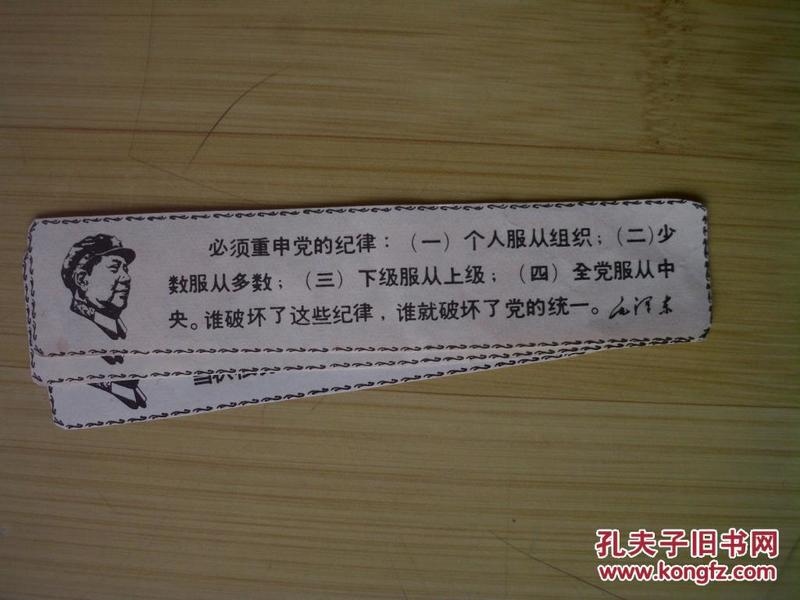 必须重申党的纪律：(一) 个人服从组织；(二)少
数服从多数；(三) 下级服从上级；(四) 全党服从中
央。谁破坏了这些纪律，谁就破坏了党的统一。毛泽东
孔夫子旧书网
www.kongfz.com